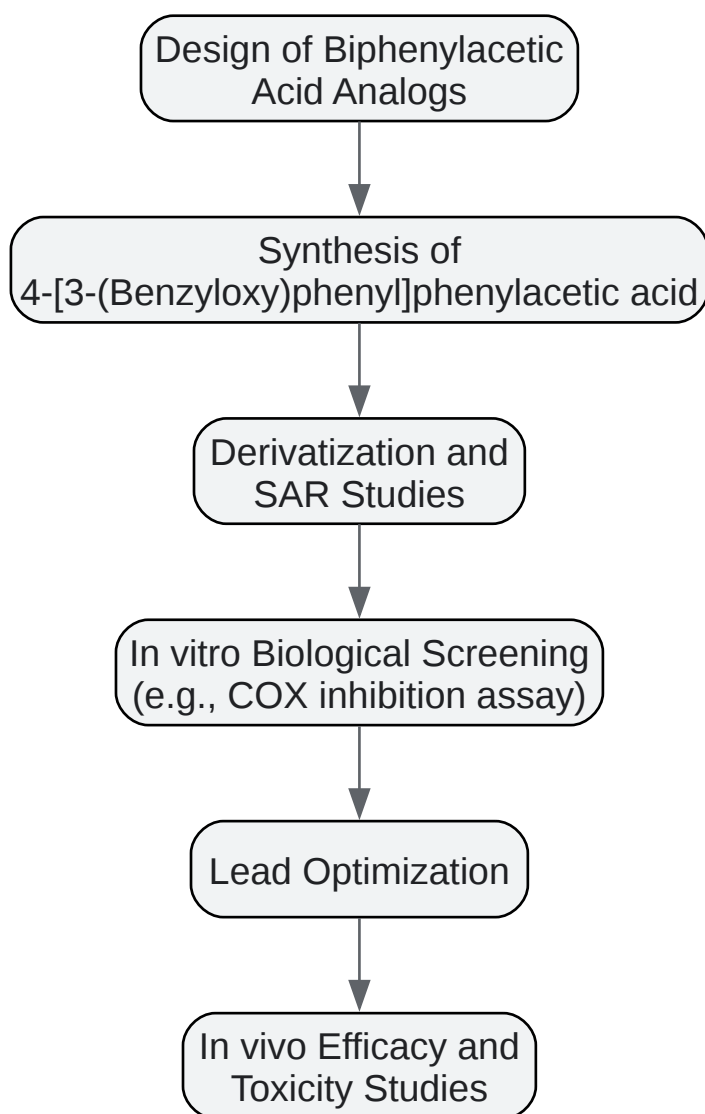 Design of Biphenylacetic
Acid Analogs
Synthesis of
4-[3-(Benzyloxy)phenyl]phenylacetic acid
Derivatization and
SAR Studies
In vitro Biological Screening
(e.g., COX inhibition assay)
Lead Optimization
In vivo Efficacy and
Toxicity Studies